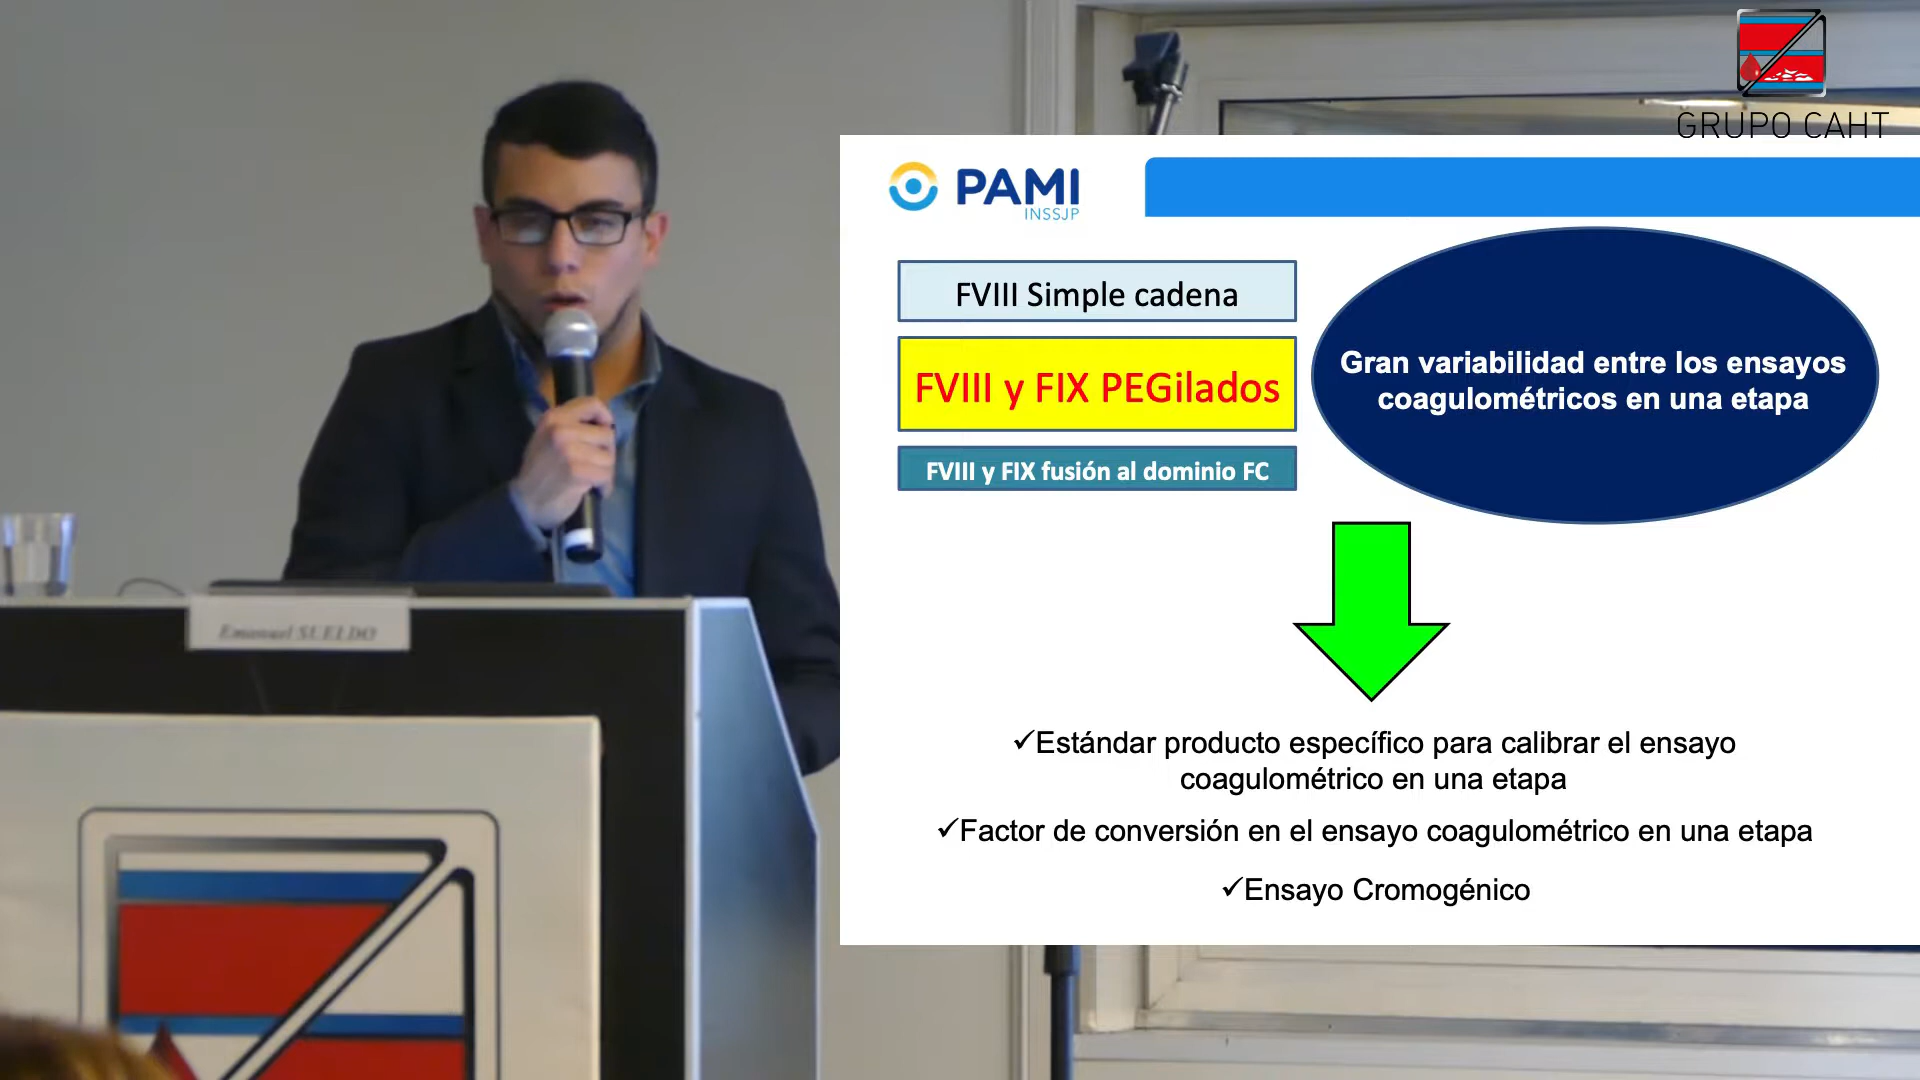 GRUPO CAHT
PAMI
INSSJP
FVIII Simple cadena
FVIII y FIX PEGilados
FVIII y FIX fusión al dominio FC
Gran variabilidad entre los ensayos
coagulométricos en una etapa
✓Estándar producto específico para calibrar el ensayo
coagulométrico en una etapa
✓Factor de conversión en el ensayo coagulométrico en una etapa
✓Ensayo Cromogénico
Emanuel SUELDO